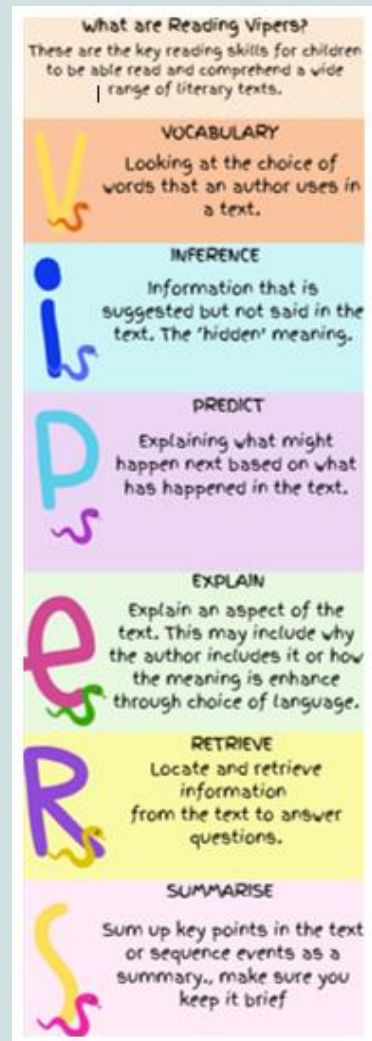 What are Reading Vipers?
These are the key reading skills for children
to be able read and comprehend a wide
range of literary texts.
V
VOCABULARY
Looking at the choice of
words that an author uses in
a text.
i
INFERENCE
Information that is
suggested but not said in the
text. The 'hidden' meaning.
P
PREDICT
Explaining what might
happen next based on what
has happened in the text.
e
EXPLAIN
Explain an aspect of the
text. This may include why
the author includes it or how
the meaning is enhance
through choice of language.
R
RETRIEVE
Locate and retrieve
information
from the text to answer
questions.
S
SUMMARISE
Sum up key points in the text
or sequence events as a
summary., make sure you
keep it brief